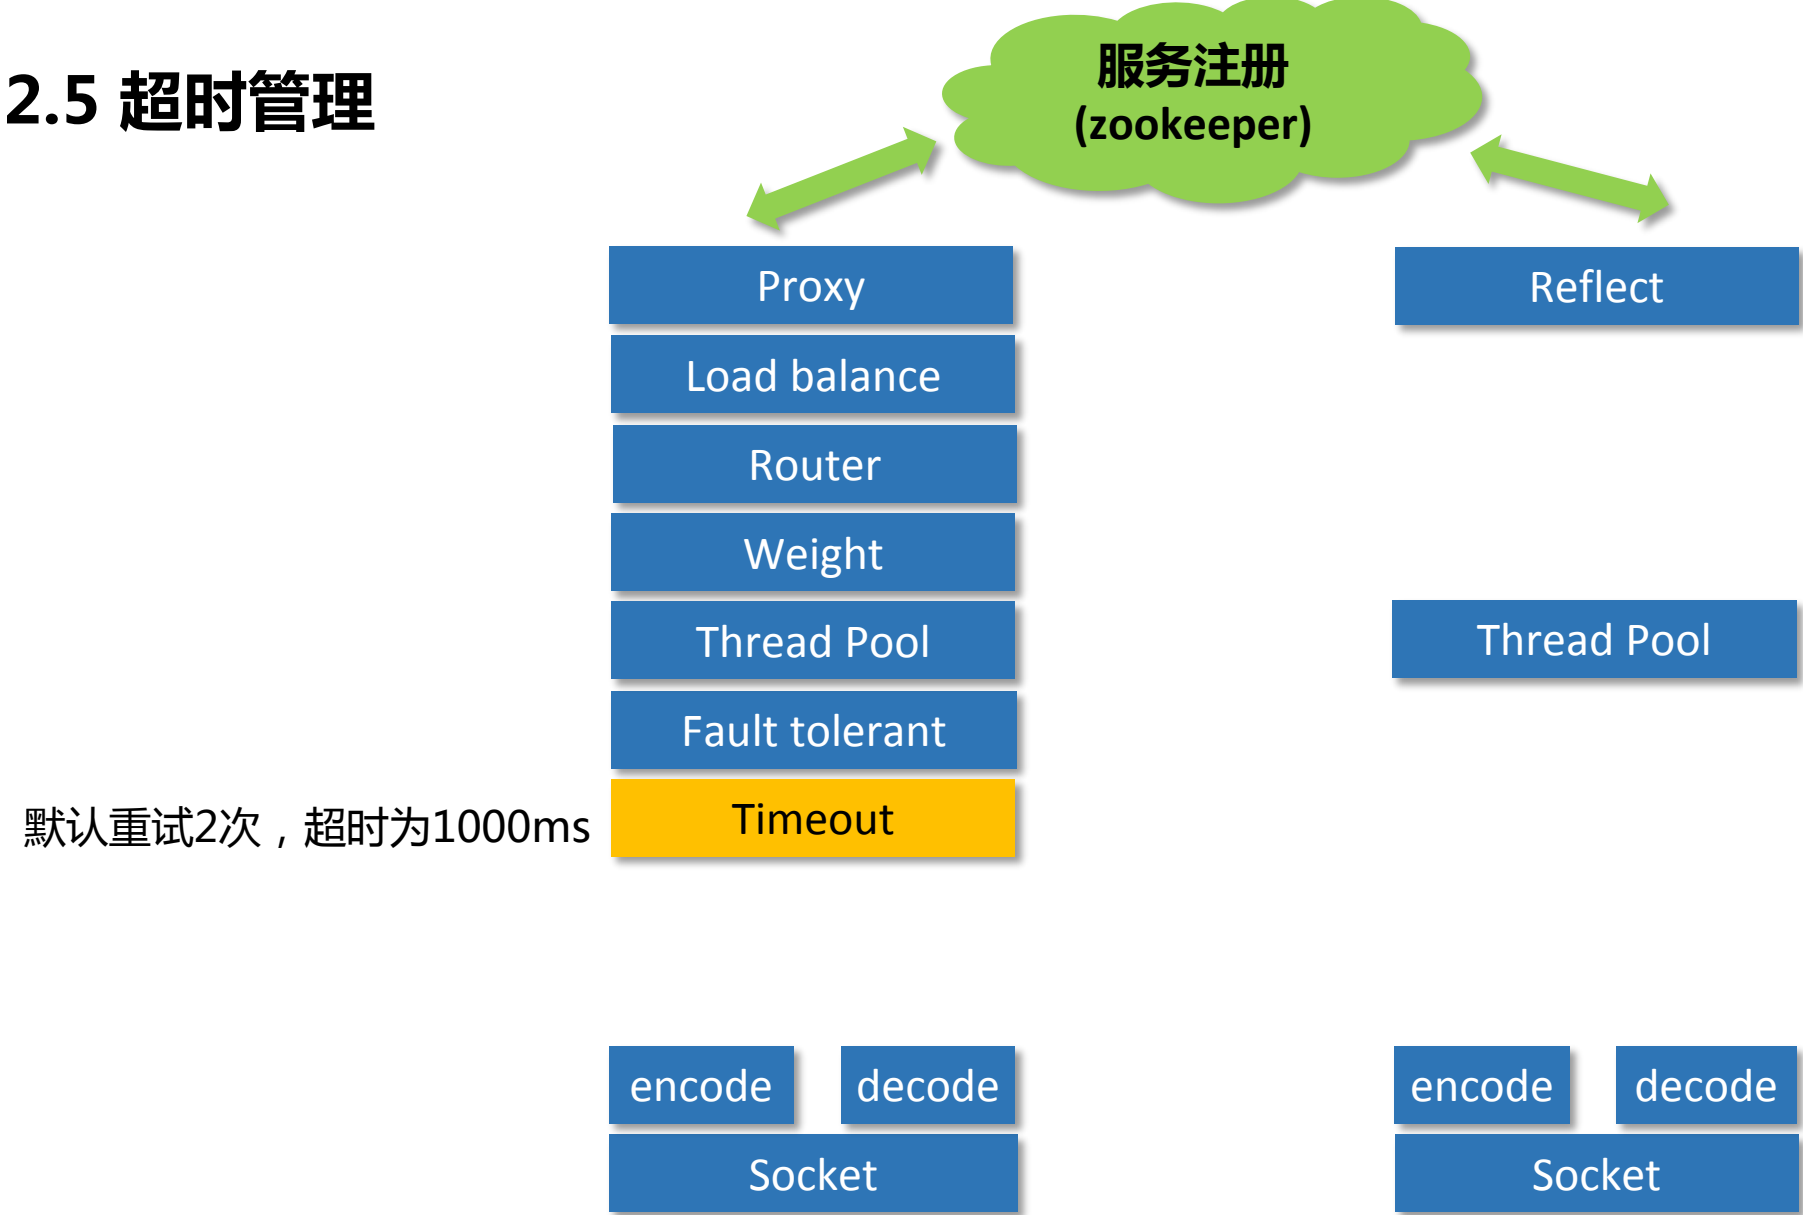 2.5 超时管理
服务注册
(zookeeper)
Proxy
Reflect
Load balance
Router
Weight
Thread Pool
Thread Pool
Fault tolerant
默认重试2次，超时为1000ms
Timeout
encode
decode
encode
decode
Socket
Socket